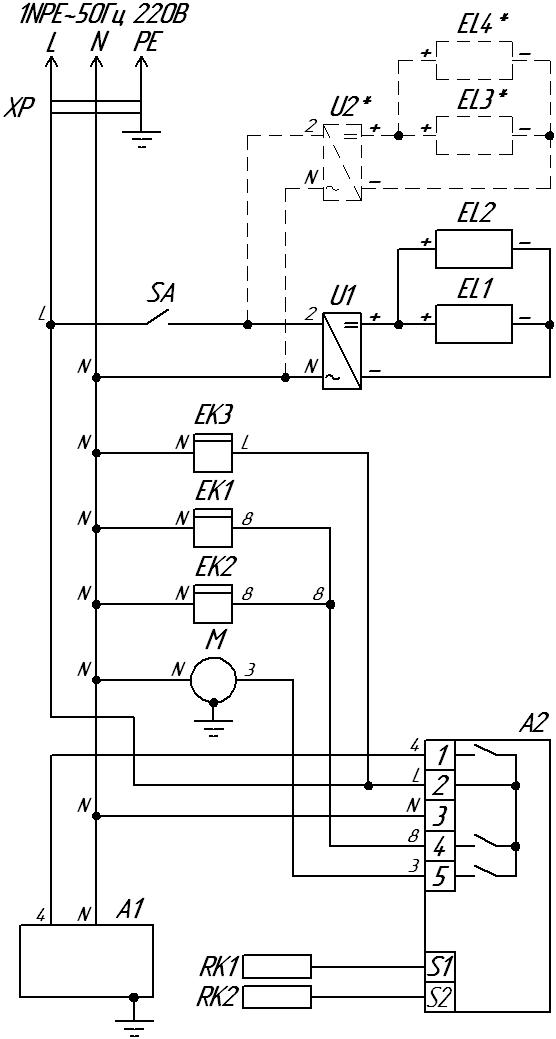 1NPE~50Гц 220В
L N PE
EL4*
+ −
XP
U2*
EL3*
2 = + + −
N ~ −
EL2
+ −
SA
U1
EL1
L 2 = + + −
N N ~ −
EK3
N N L
EK1
N N 8
EK2
N N 8 8
M
N N 3
A2
4 1
L 2
N N 3
8 4
3 5
A1
4 N
RK1 S1
RK2 S2